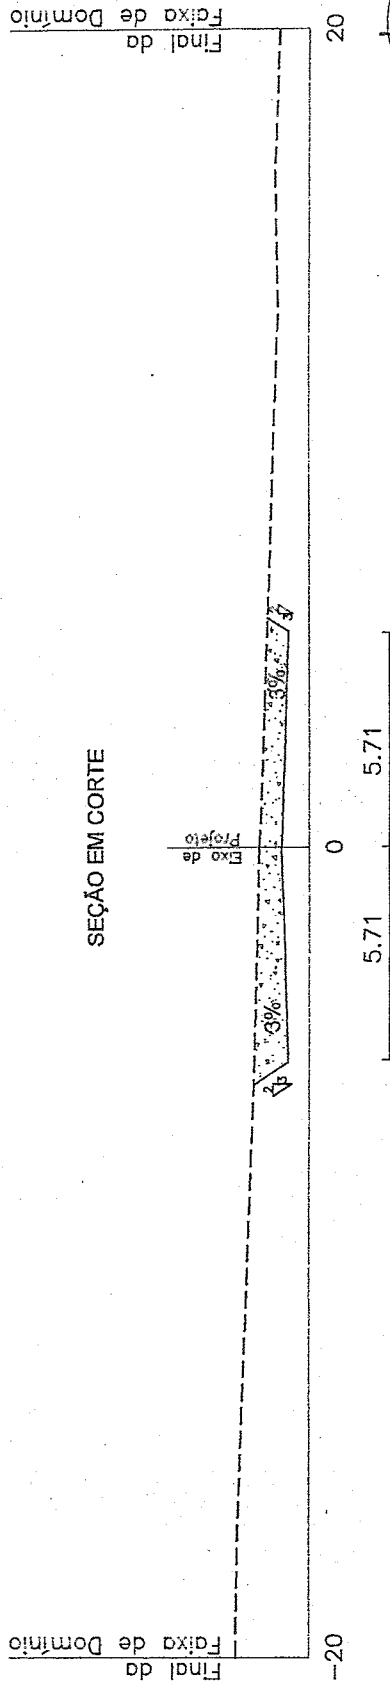 SEÇÃO EM CORTE
Final da
Faixa de Domínio
Eixo de
Projeto
Final da
Faixa de Domínio
2
3
3%
3%
2
3
-20
0
20
5.71
5.71